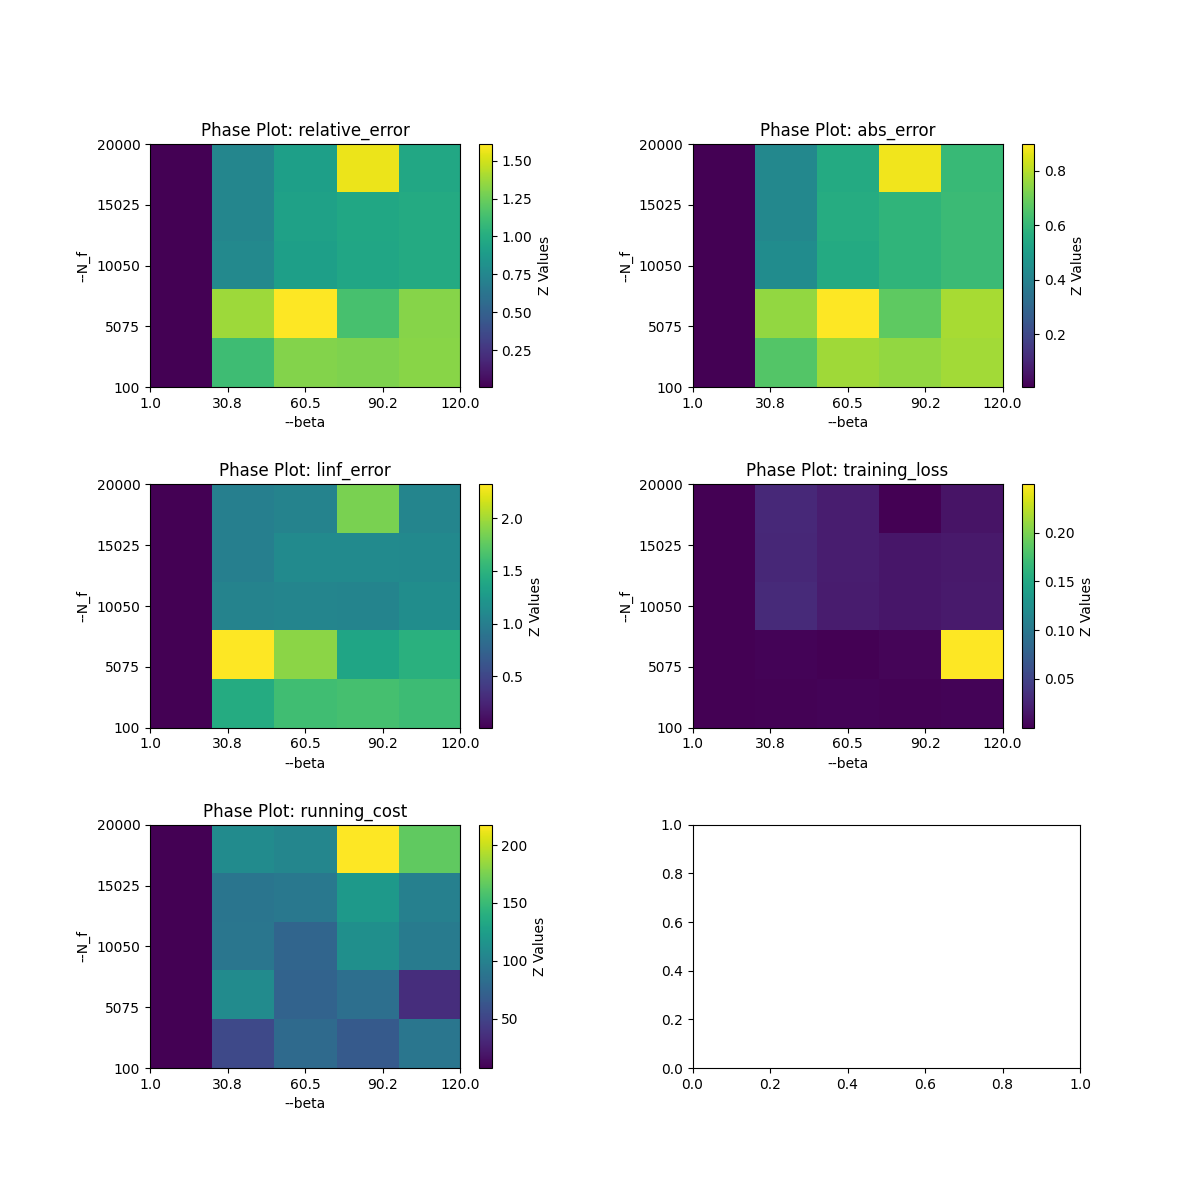 Phase Plot: relative_error
20000
15025
10050
5075
100
--N_f
1.0 30.8 60.5 90.2 120.0
--beta
1.50
1.25
1.00
0.75
0.50
0.25
Z Values
Phase Plot: abs_error
20000
15025
10050
5075
100
--N_f
1.0 30.8 60.5 90.2 120.0
--beta
0.8
0.6
0.4
0.2
Z Values
Phase Plot: linf_error
20000
15025
10050
5075
100
--N_f
1.0 30.8 60.5 90.2 120.0
--beta
2.0
1.5
1.0
0.5
Z Values
Phase Plot: training_loss
20000
15025
10050
5075
100
--N_f
1.0 30.8 60.5 90.2 120.0
--beta
0.20
0.15
0.10
0.05
Z Values
Phase Plot: running_cost
20000
15025
10050
5075
100
--N_f
1.0 30.8 60.5 90.2 120.0
--beta
200
150
100
50
Z Values
1.0
0.8
0.6
0.4
0.2
0.0
0.0 0.2 0.4 0.6 0.8 1.0